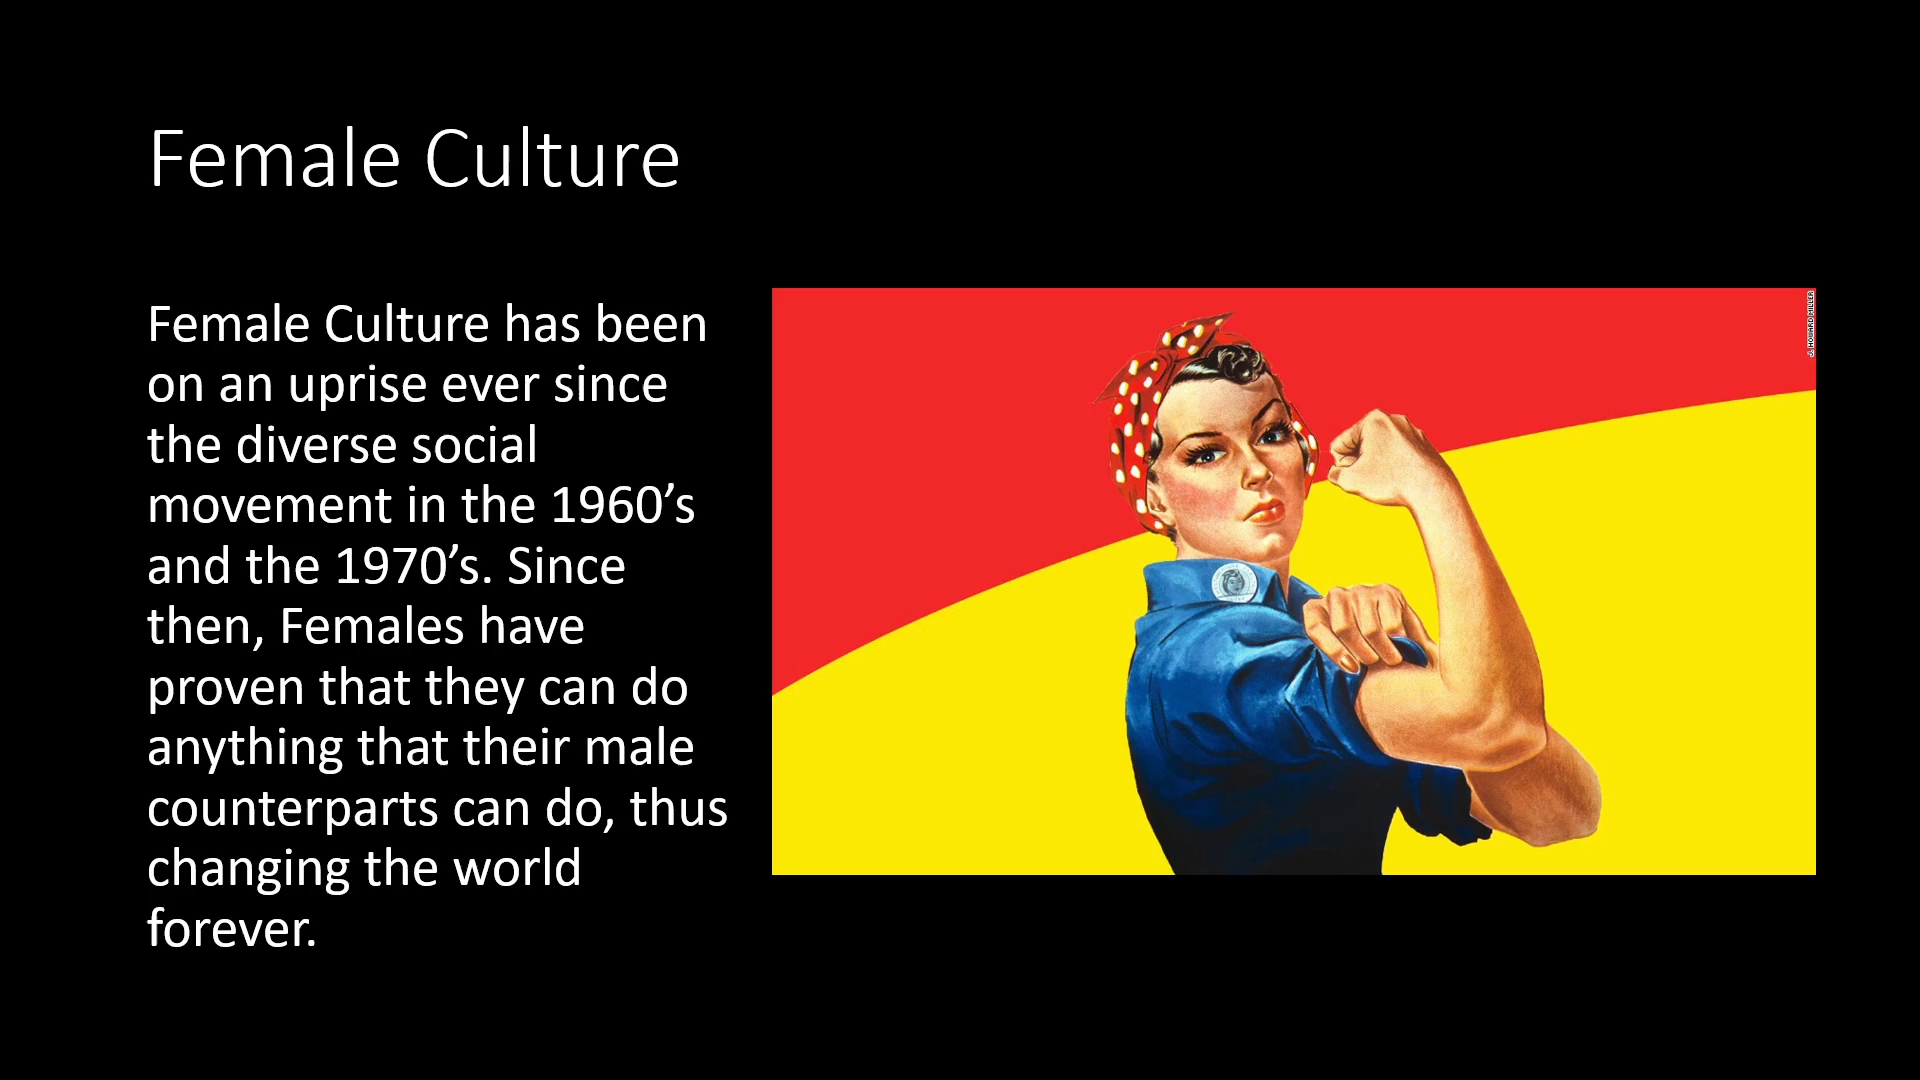 Female Culture
Female Culture has been
on an uprise ever since
the diverse social
movement in the 1960’s
and the 1970’s. Since
then, Females have
proven that they can do
anything that their male
counterparts can do, thus
changing the world
forever.
J. HOWARD MILLER